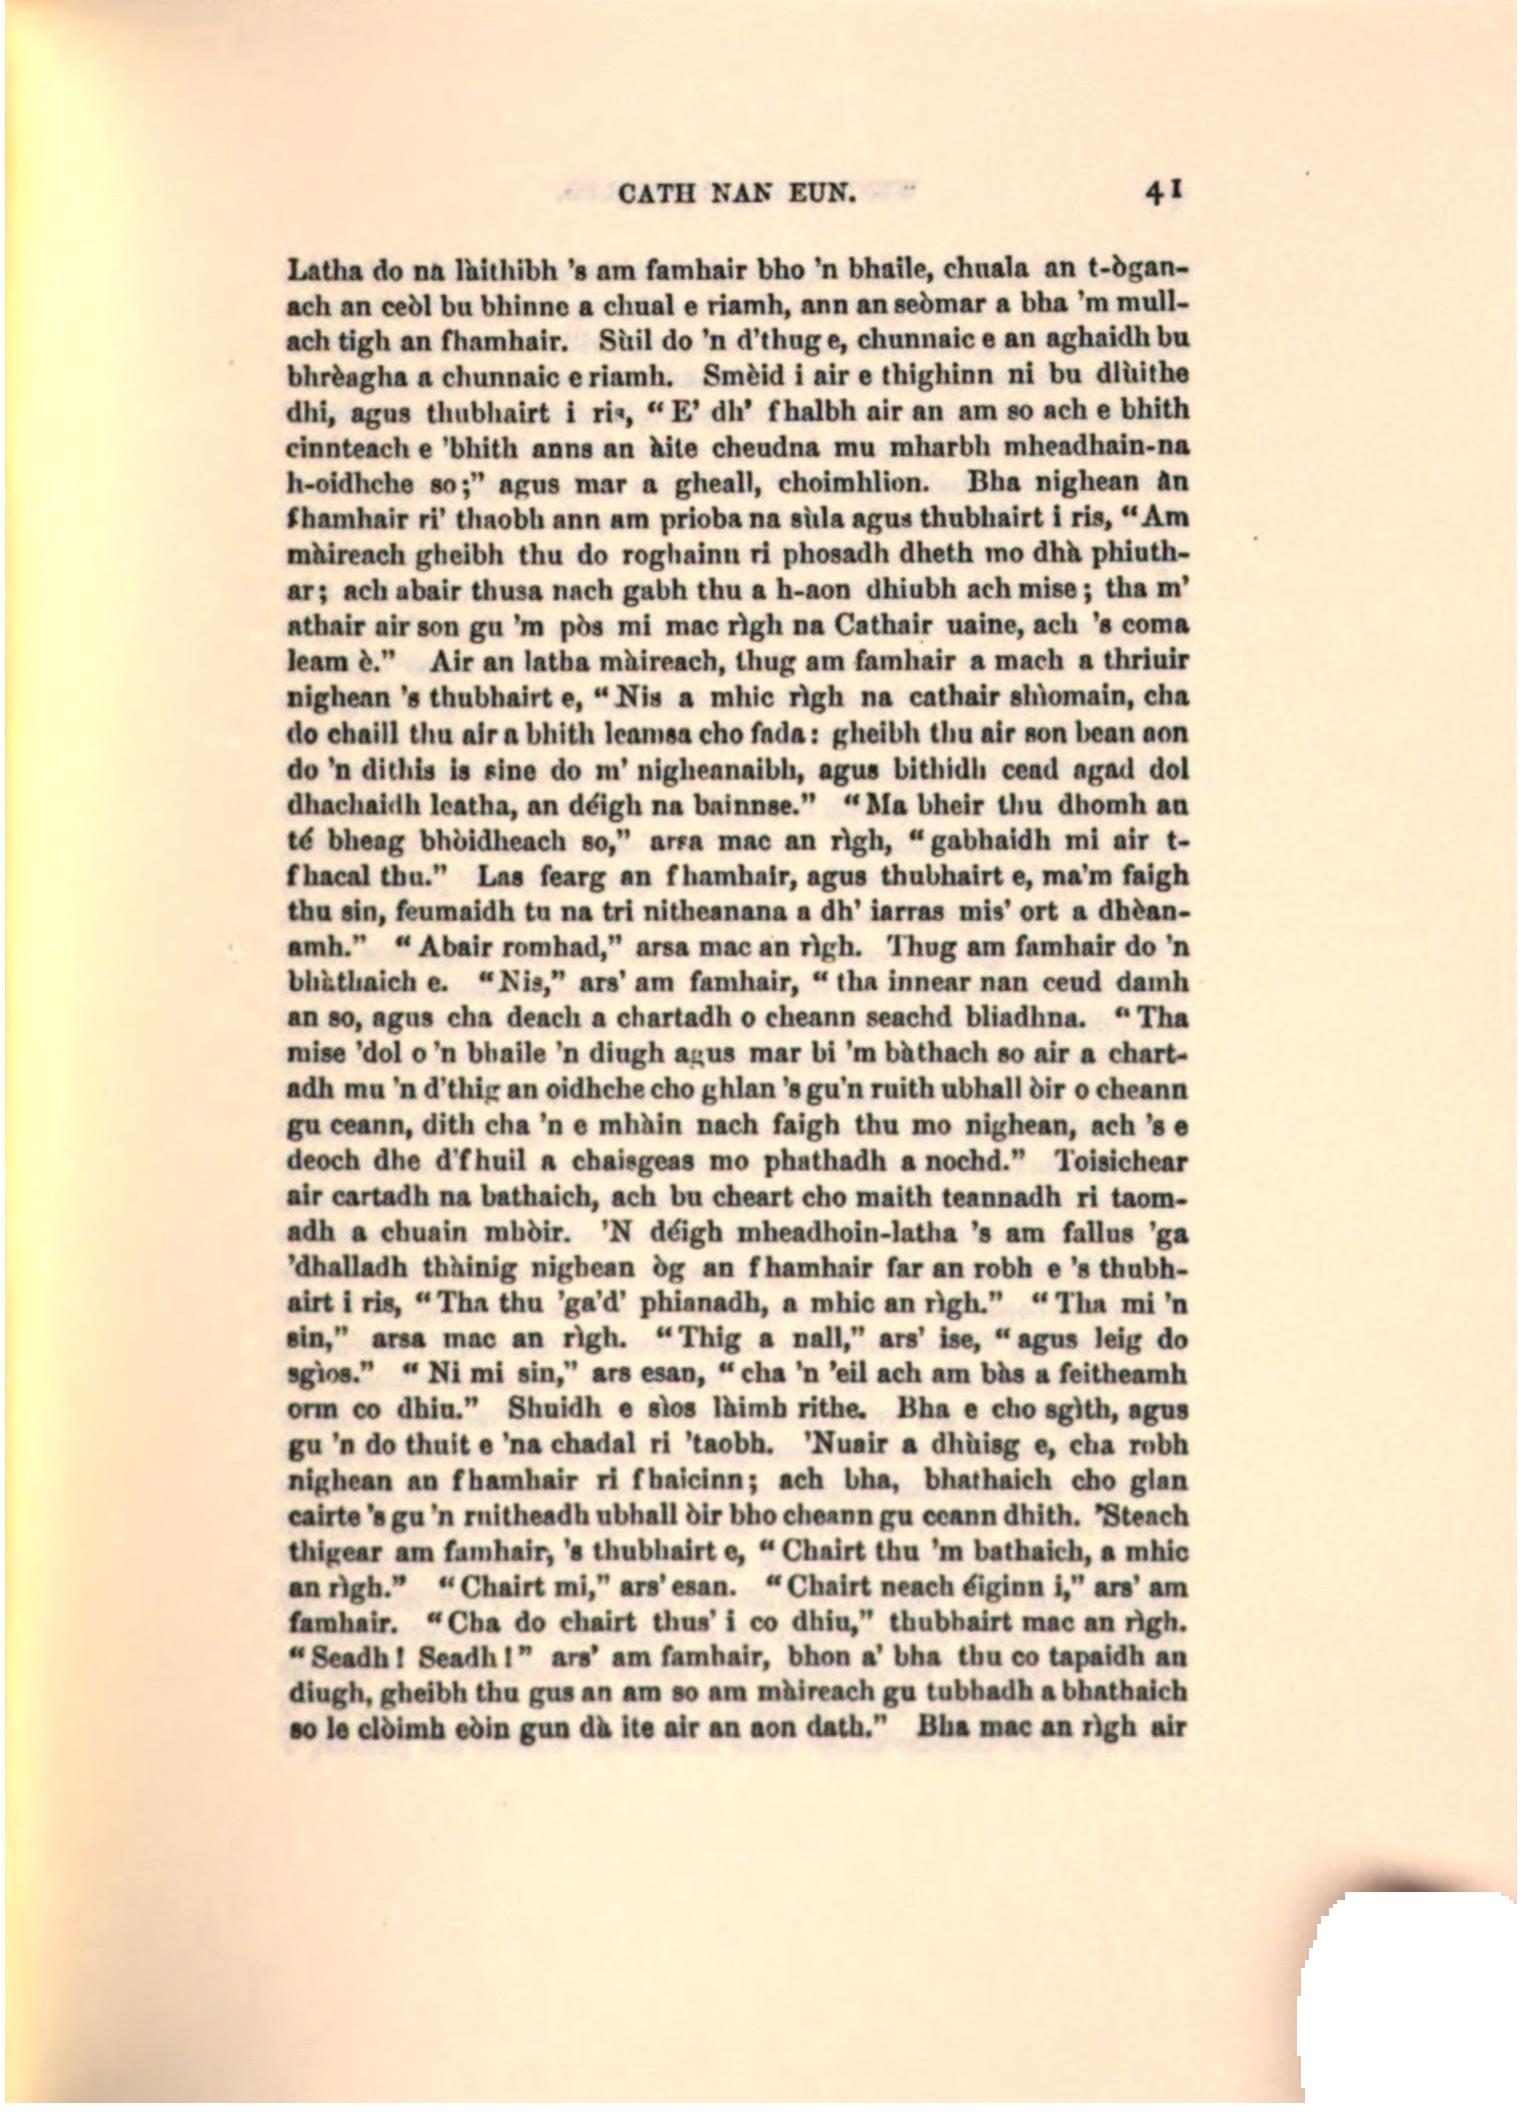 CATH NAN EUN. 41
Latha do na làithibh 's am famhair bho 'n bhaile, chuala an t-ògan-
ach an ceòl bu bhinne a chual e riamh, ann an seòmar a bha 'm mull-
ach tigh an fhamhair. Sùil do 'n d'thug e, chunnaic e an aghaidh bu
bhrèagha a chunnaic e riamh. Smèid i air e thighinn ni bu dlùithe
dhi, agus thubhairt i ris, “E' dh' fhalbh air an am so ach e bhith
cinnteach e 'bhith anns an àite cheudna mu mharbh mheadhain-na
h-oidhche so;” agus mar a gheall, choimhlion. Bha nighean àn
fhamhair ri' thaobh ann am prioba na sùla agus thubhairt i ris, “Am
màireach gheibh thu do roghainn ri phosadh dheth mo dhà phiuth-
ar; ach abair thusa nach gabh thu a h-aon dhiubh ach mise; tha m'
athair air son gu 'm pòs mi mac rìgh na Cathair uaine, ach 's coma
leam è.” Air an latha màireach, thug am famhair a mach a thriuir
nighean 's thubhairt e, “Nis a mhic rìgh na cathair shìomain, cha
do chaill thu air a bhith leamsa cho fada: gheibh thu air son bean aon
do 'n dithis is sine do m' nigheanaibh, agus bithidh cead agad dol
dhachaidh leatha, an déigh na bainnse.” “Ma bheir thu dhomh an
té bheag bhòidheach so,” arsa mac an rìgh, “gabhaidh mi air t-
fhacal thu.” Las fearg an fhamhair, agus thubhairt e, ma'm faigh
thu sin, feumaidh tu na tri nitheanana a dh' iarras mis' ort a dhèan-
amh.” “Abair romhad,” arsa mac an rìgh. Thug am famhair do 'n
bhàthaich e. “Nis,” ars' am famhair, “tha innear nan ceud damh
an so, agus cha deach a chartadh o cheann seachd bliadhna. “Tha
mise 'dol o 'n bhaile 'n diugh agus mar bi 'm bàthach so air a chart-
adh mu 'n d'thig an oidhche cho ghlan 's gu'n ruith ubhall òir o cheann
gu ceann, dith cha 'n e mhàin nach faigh thu mo nighean, ach 's e
deoch dhe d'fhuil a chaisgeas mo phathadh a nochd.” Toisichear
air cartadh na bathaich, ach bu cheart cho maith teannadh ri taom-
adh a chuain mhòir. 'N déigh mheadhoin-latha 's am fallus 'ga
'dhalladh thàinig nighean òg an fhamhair far an robh e 's thubh-
airt i ris, “Tha thu 'ga'd' phianadh, a mhic an rìgh.” “Tha mi 'n
sin,” arsa mac an rìgh. “Thig a nall,” ars' ise, “agus leig do
sgìos.” “Ni mi sin,” ars esan, “cha 'n 'eil ach am bàs a feitheamh
orm co dhiu.” Shuidh e sìos làimh rithe. Bha e cho sgìth, agus
gu 'n do thuit e 'na chadal ri 'taobh. 'Nuair a dhùisg e, cha robh
nighean an fhamhair ri fhaicinn; ach bha, bhathaich cho glan
cairte 's gu 'n ruitheadh ubhall òir bho cheann gu ceann dhith. 'Steach
thigear am famhair, 's thubhairt e, “Chairt thu 'm bathaich, a mhic
an rìgh.” “Chairt mi,” ars' esan. “Chairt neach éiginn i,” ars' am
famhair. “Cha do chairt thus' i co dhiu,” thubhairt mac an rìgh.
“Seadh! Seadh!” ars' am famhair, bhon a' bha thu co tapaidh an
diugh, gheibh thu gus an am so am màireach gu tubhadh a bhathaich
so le clòimh eòin gun dà ite air an aon dath.” Bha mac an rìgh air